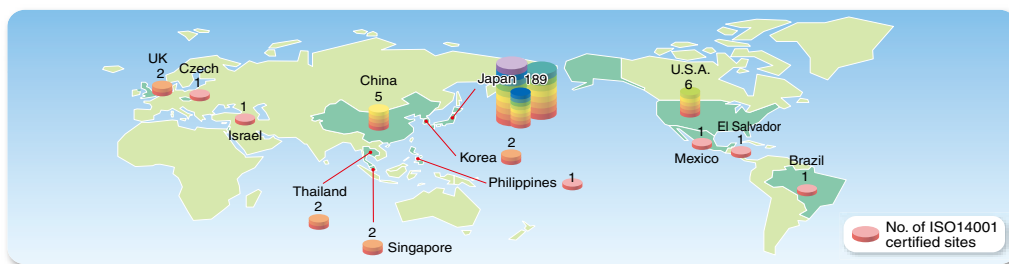 UK
2
Czech
1
1
Israel
China
5
Japan 189
Korea
2
Philippines 1
Thailand
2
2
Singapore
U.S.A.
6
1
Mexico
El Salvador
1
Brazil
1
No. of ISO14001
certified sites